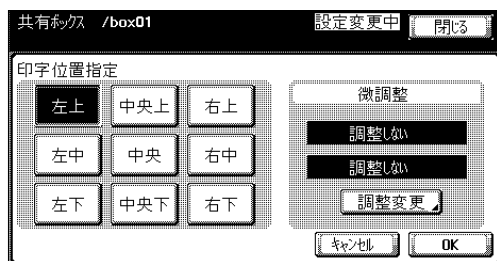 共有ボックス /box01 設定変更中 閉じる
印字位置指定
微調整
左上 中央上 右上
調整しない
左中 中央 右中
調整しない
左下 中央下 右下
調整変更
キャンセル OK